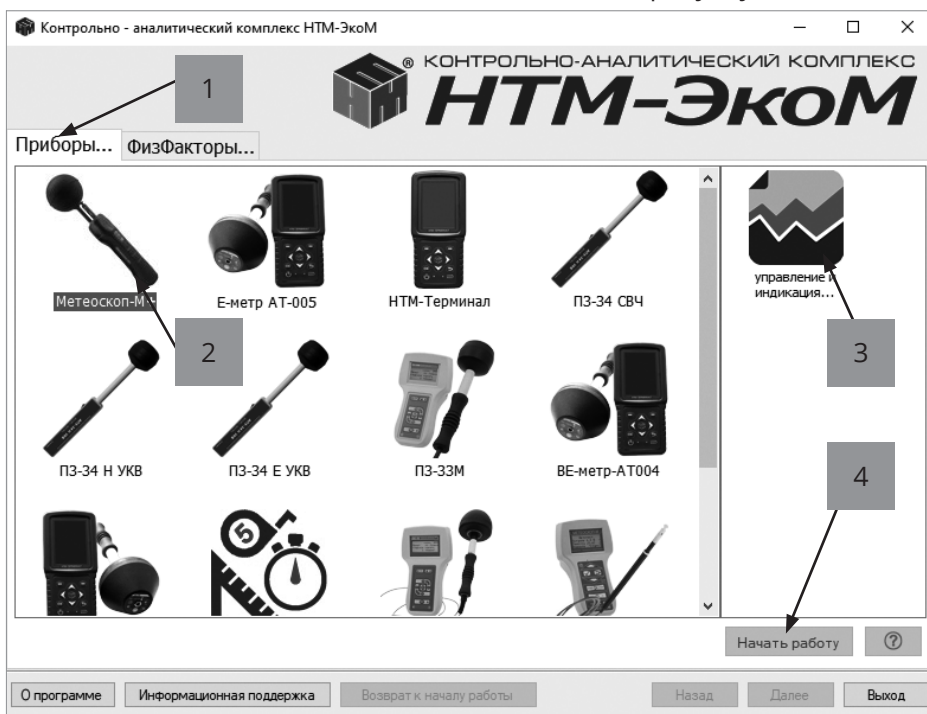 Контрольно - аналитический комплекс НТМ-ЭкоМ
® КОНТРОЛЬНО-АНАЛИТИЧЕСКИЙ КОМПЛЕКС
НТМ-ЭкоМ
1
Приборы... ФизФакторы...
Метеоскоп-М
Е-метр АТ-005
НТМ-Терминал
П3-34 СВЧ
управление и
индикация...
2
3
П3-34 Н УКВ
П3-34 Е УКВ
П3-33М
ВЕ-метр-АТ004
4
5
Начать работу
?
О программе
Информационная поддержка
Возврат к началу работы
Назад
Далее
Выход